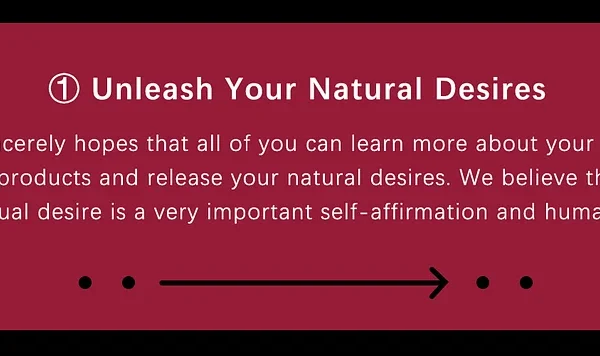 ① Unleash Your Natural Desires
cerely hopes that all of you can learn more about your
products and release your natural desires. We believe th
ual desire is a very important self-affirmation and huma